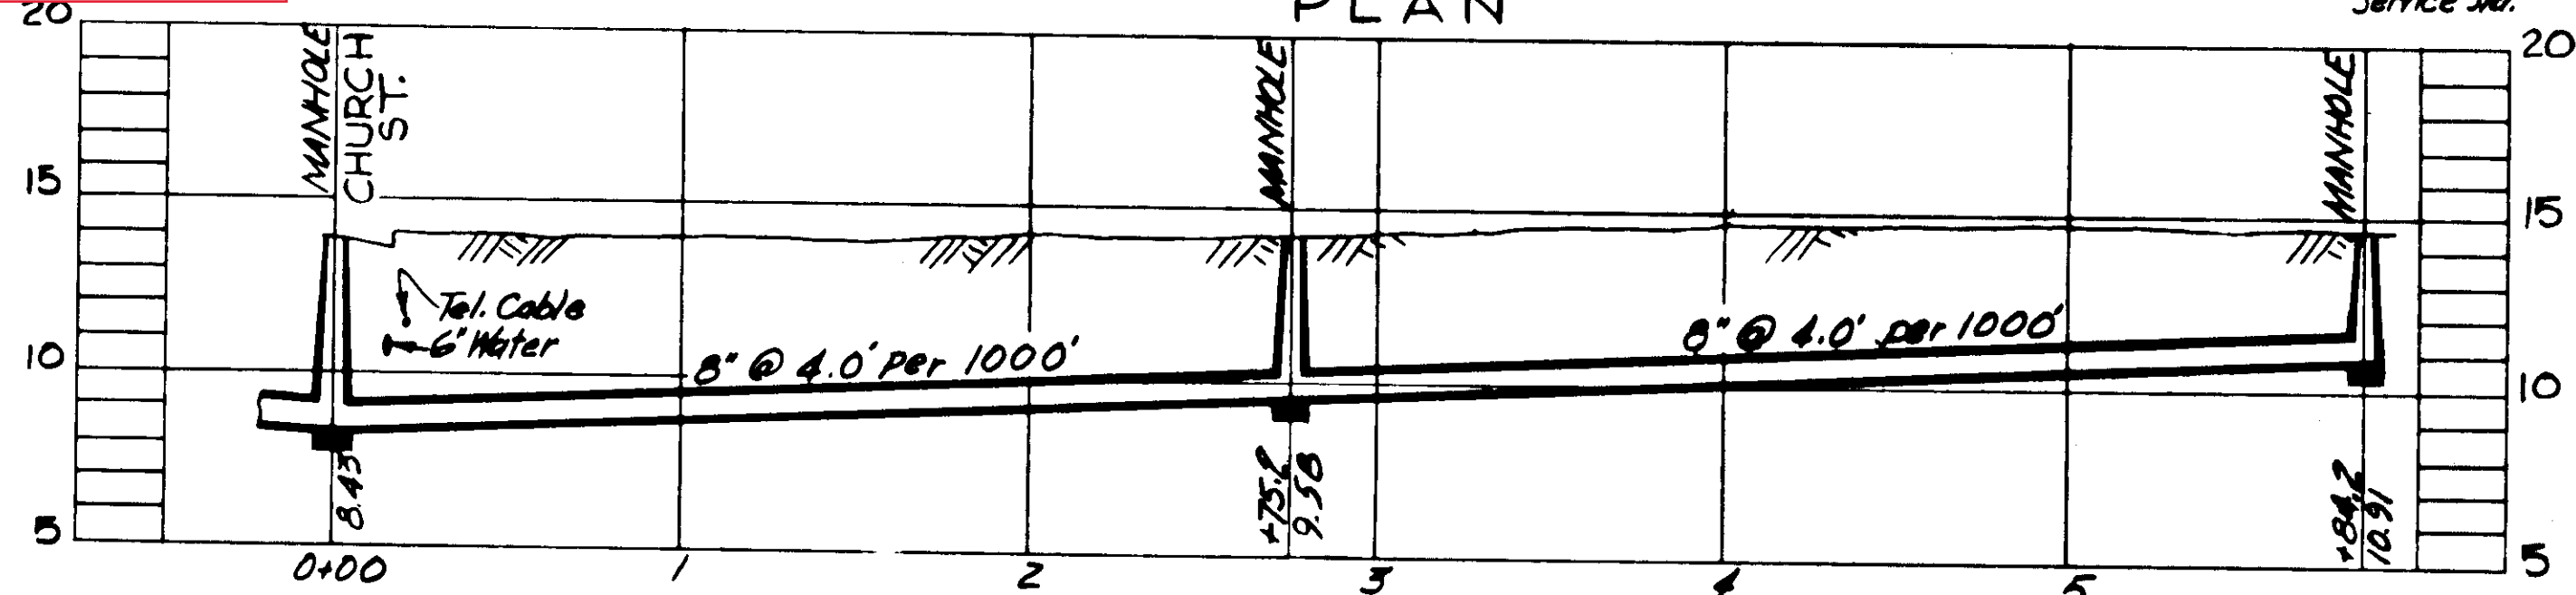 PLAN
Service Sta.
20
20
MANHOLE
CHURCH
ST.
MANHOLE
MANHOLE
15
15
Tel. Cable
6" Water
10
8" @ 4.0' per 1000'
8" @ 4.0' per 1000'
10
8.43
+75.2
9.58
+84.2
10.91
5
5
0+00
1
2
3
4
5